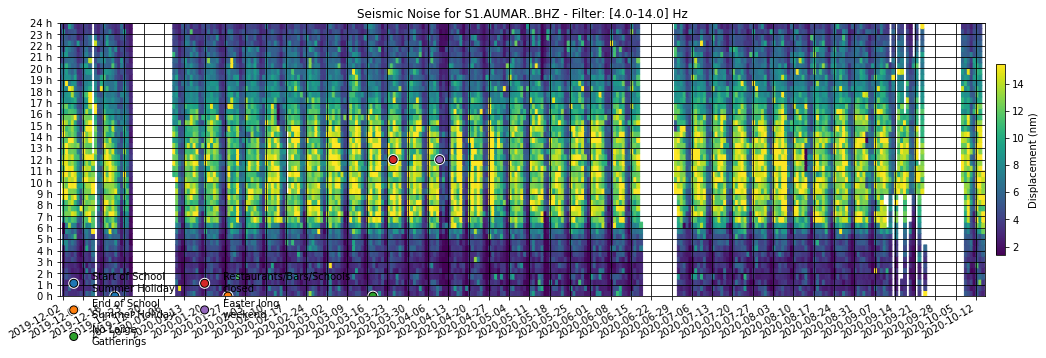 Seismic Noise for S1.AUMAR..BHZ - Filter: [4.0-14.0] Hz
24 h
23 h
22 h
21 h
20 h
19 h
18 h
17 h
16 h
15 h
14 h
13 h
12 h
11 h
10 h
9 h
8 h
7 h
6 h
5 h
4 h
3 h
2 h
1 h
0 h
14
12
10
8
6
4
2
Displacement (nm)
Start of School
Summer Holiday
End of School
Summer Holiday
No Large
Gatherings
Restaurants/Bars/Schools
closed
Easter long
weekend
2019-12-02
2020-01-20
2020-01-27
2020-02-03
2020-02-10
2020-02-17
2020-02-24
2020-03-02
2020-03-09
2020-03-16
2020-03-23
2020-03-30
2020-04-06
2020-04-13
2020-04-20
2020-04-27
2020-05-04
2020-05-11
2020-05-18
2020-05-25
2020-06-01
2020-06-08
2020-06-15
2020-06-22
2020-06-29
2020-07-06
2020-07-13
2020-07-20
2020-07-27
2020-08-03
2020-08-10
2020-08-17
2020-08-24
2020-08-31
2020-09-07
2020-09-14
2020-09-21
2020-09-28
2020-10-05
2020-10-12